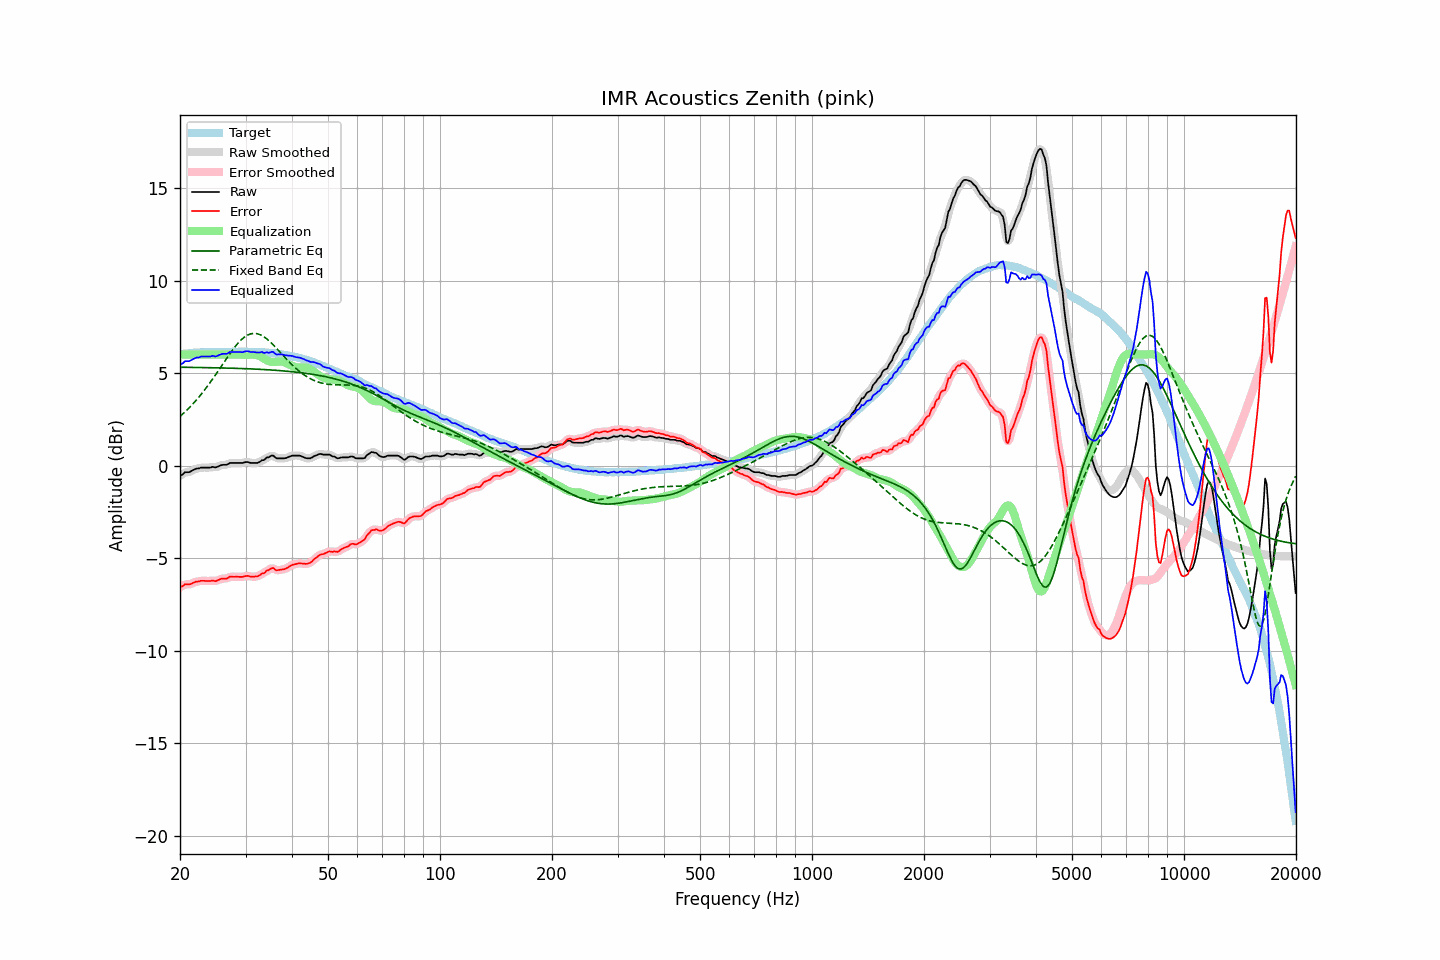 IMR Acoustics Zenith (pink)
Target
Raw Smoothed
Error Smoothed
Raw
Error
Equalization
Parametric Eq
Fixed Band Eq
Equalized
Amplitude (dBr)
15
10
5
0
−5
−10
−15
−20
20 50 100 200 500 1000 2000 5000 10000 20000
Frequency (Hz)